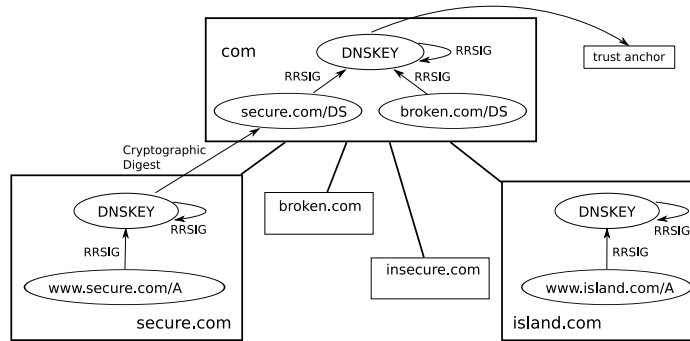 com
DNSKEY
RRSIG
trust anchor
RRSIG
RRSIG
secure.com/DS
broken.com/DS
Cryptographic
Digest
DNSKEY
RRSIG
RRSIG
www.secure.com/A
secure.com
broken.com
insecure.com
DNSKEY
RRSIG
RRSIG
www.island.com/A
island.com